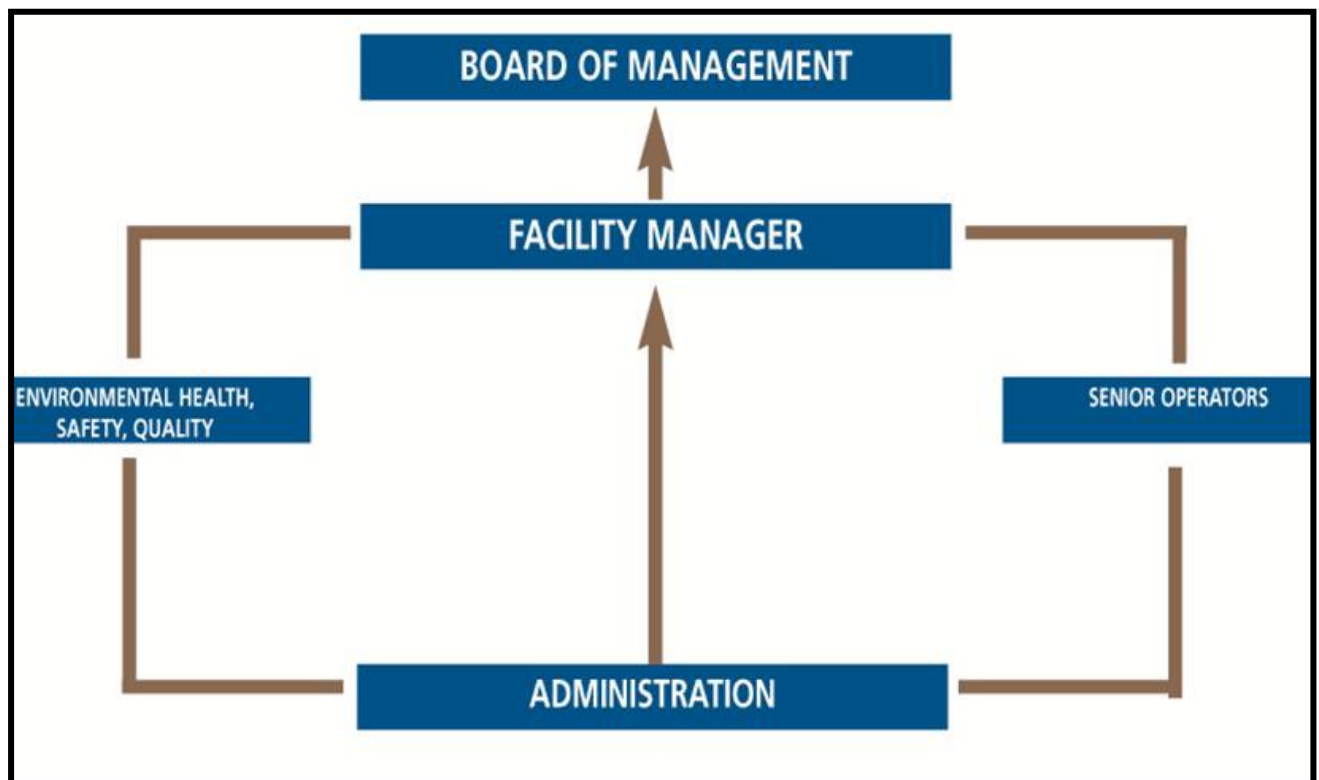 BOARD OF MANAGEMENT
FACILITY MANAGER
ENVIRONMENTAL HEALTH,
SAFETY, QUALITY
SENIOR OPERATORS
ADMINISTRATION